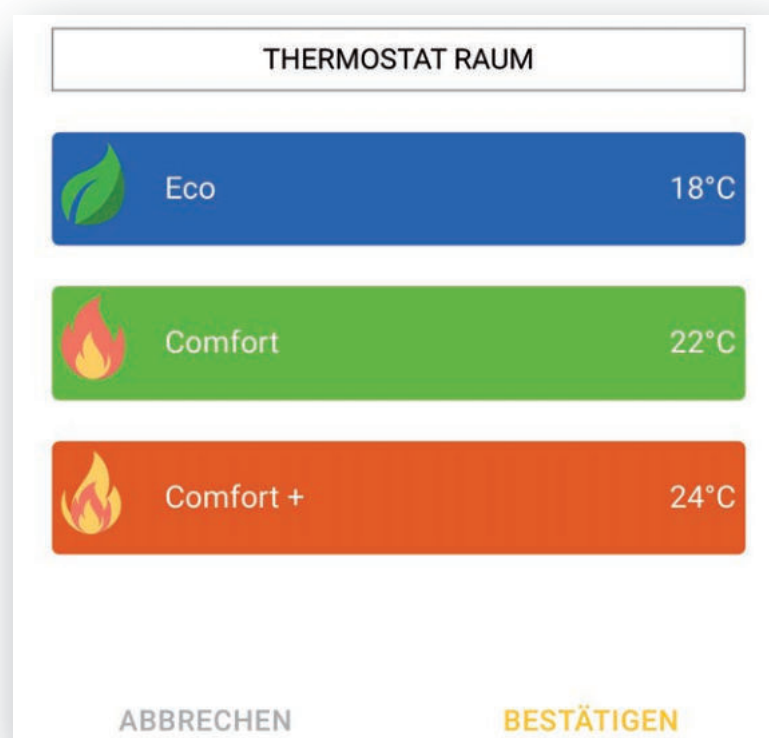 THERMOSTAT RAUM
Eco 18°C
Comfort 22°C
Comfort + 24°C
ABBRECHEN BESTÄTIGEN